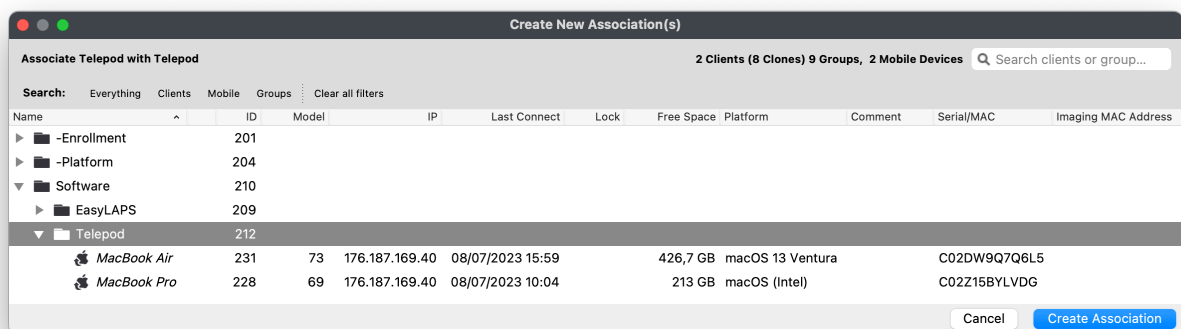 Create New Association(s)
Associate Telepod with Telepod 2 Clients (8 Clones) 9 Groups, 2 Mobile Devices Search clients or group...
Search: Everything Clients Mobile Groups Clear all filters
Name ID Model IP Last Connect Lock Free Space Platform Comment Serial/MAC Imaging MAC Address
-Enrollment 201
-Platform 204
Software 210
EasyLAPS 209
Telepod 212
MacBook Air 231 73 176.187.169.40 08/07/2023 15:59 426,7 GB macOS 13 Ventura C02DW9Q7Q6L5
MacBook Pro 228 69 176.187.169.40 08/07/2023 10:04 213 GB macOS (Intel) C02Z15BYLVDG
Cancel Create Association